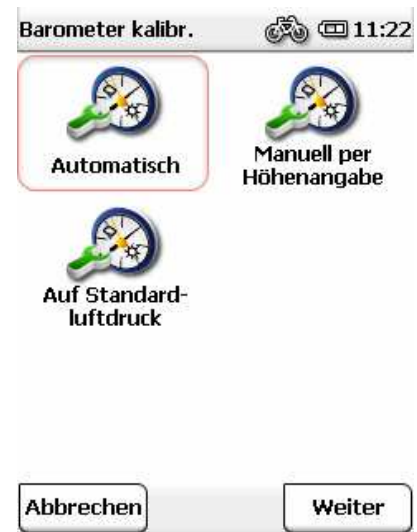 Barometer kalibr. 11:22
Automatisch
Manuell per
Höhenangabe
Auf Standard-
luftdruck
Abbrechen
Weiter